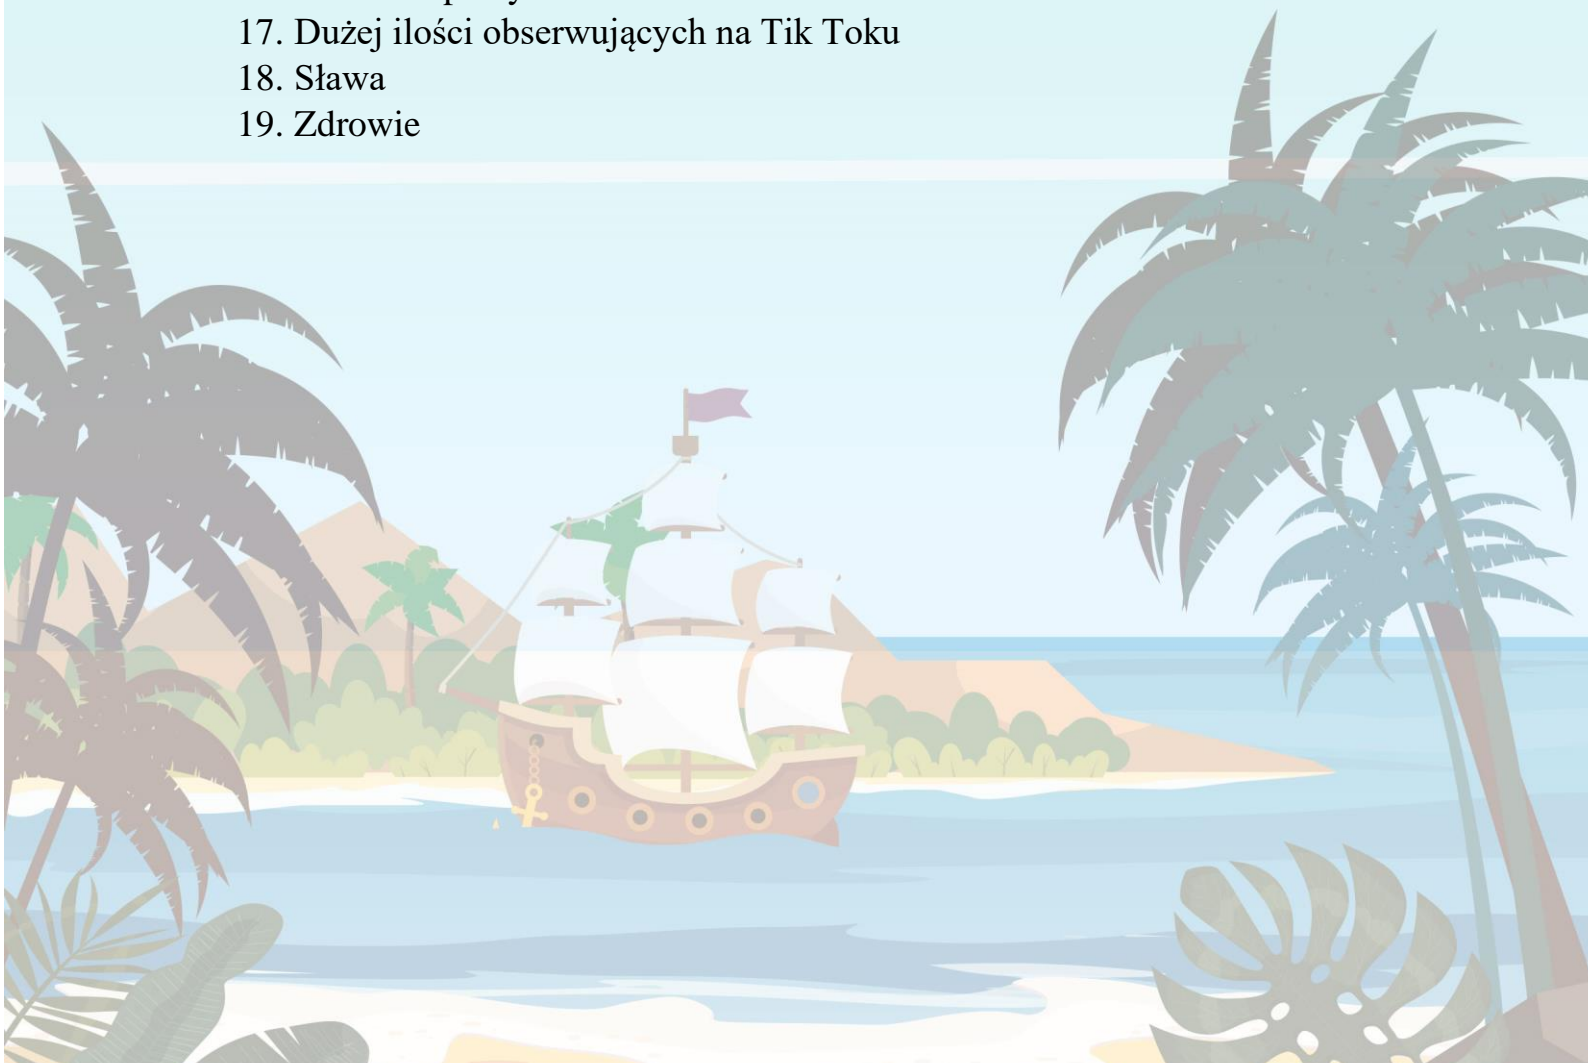 17. Dużej ilości obserwujących na Tik Toku
18. Sława
19. Zdrowie